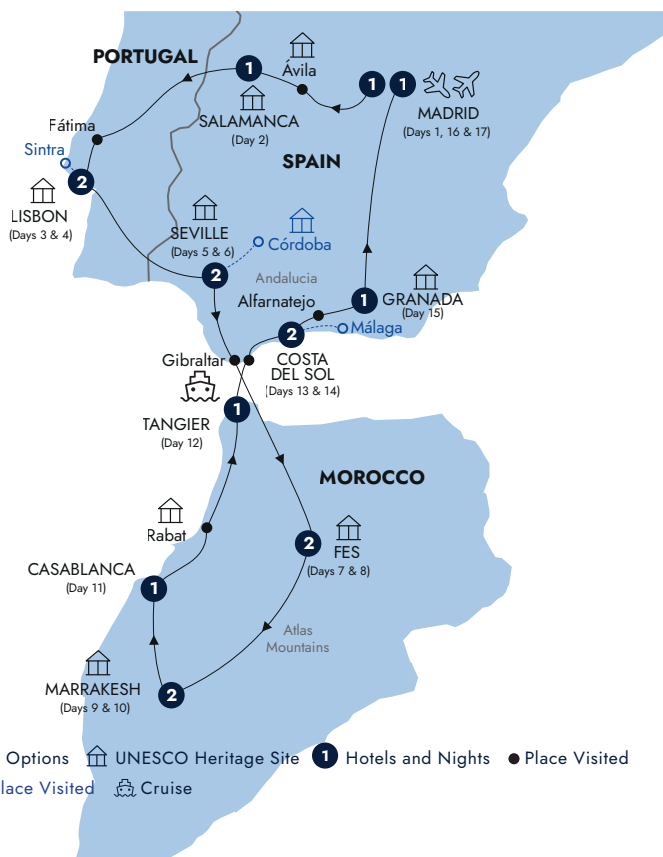 PORTUGAL
1
Ávila
1
1
MADRID
(Days 1, 16 & 17)
SALAMANCA
(Day 2)
Fátima
Sintra
SPAIN
2
LISBON
(Days 3 & 4)
SEVILLE
(Days 5 & 6)
Córdoba
2
Andalucia
Alfarnatejo
1
GRANADA
(Day 15)
2
Málaga
Gibraltar
COSTA
DEL SOL
(Days 13 & 14)
1
TANGIER
(Day 12)
MOROCCO
Rabat
2
FES
(Days 7 & 8)
CASABLANCA
(Day 11)
1
Atlas
Mountains
MARRAKESH
(Days 9 & 10)
2
Options UNESCO Heritage Site 1 Hotels and Nights Place Visited
lace Visited Cruise